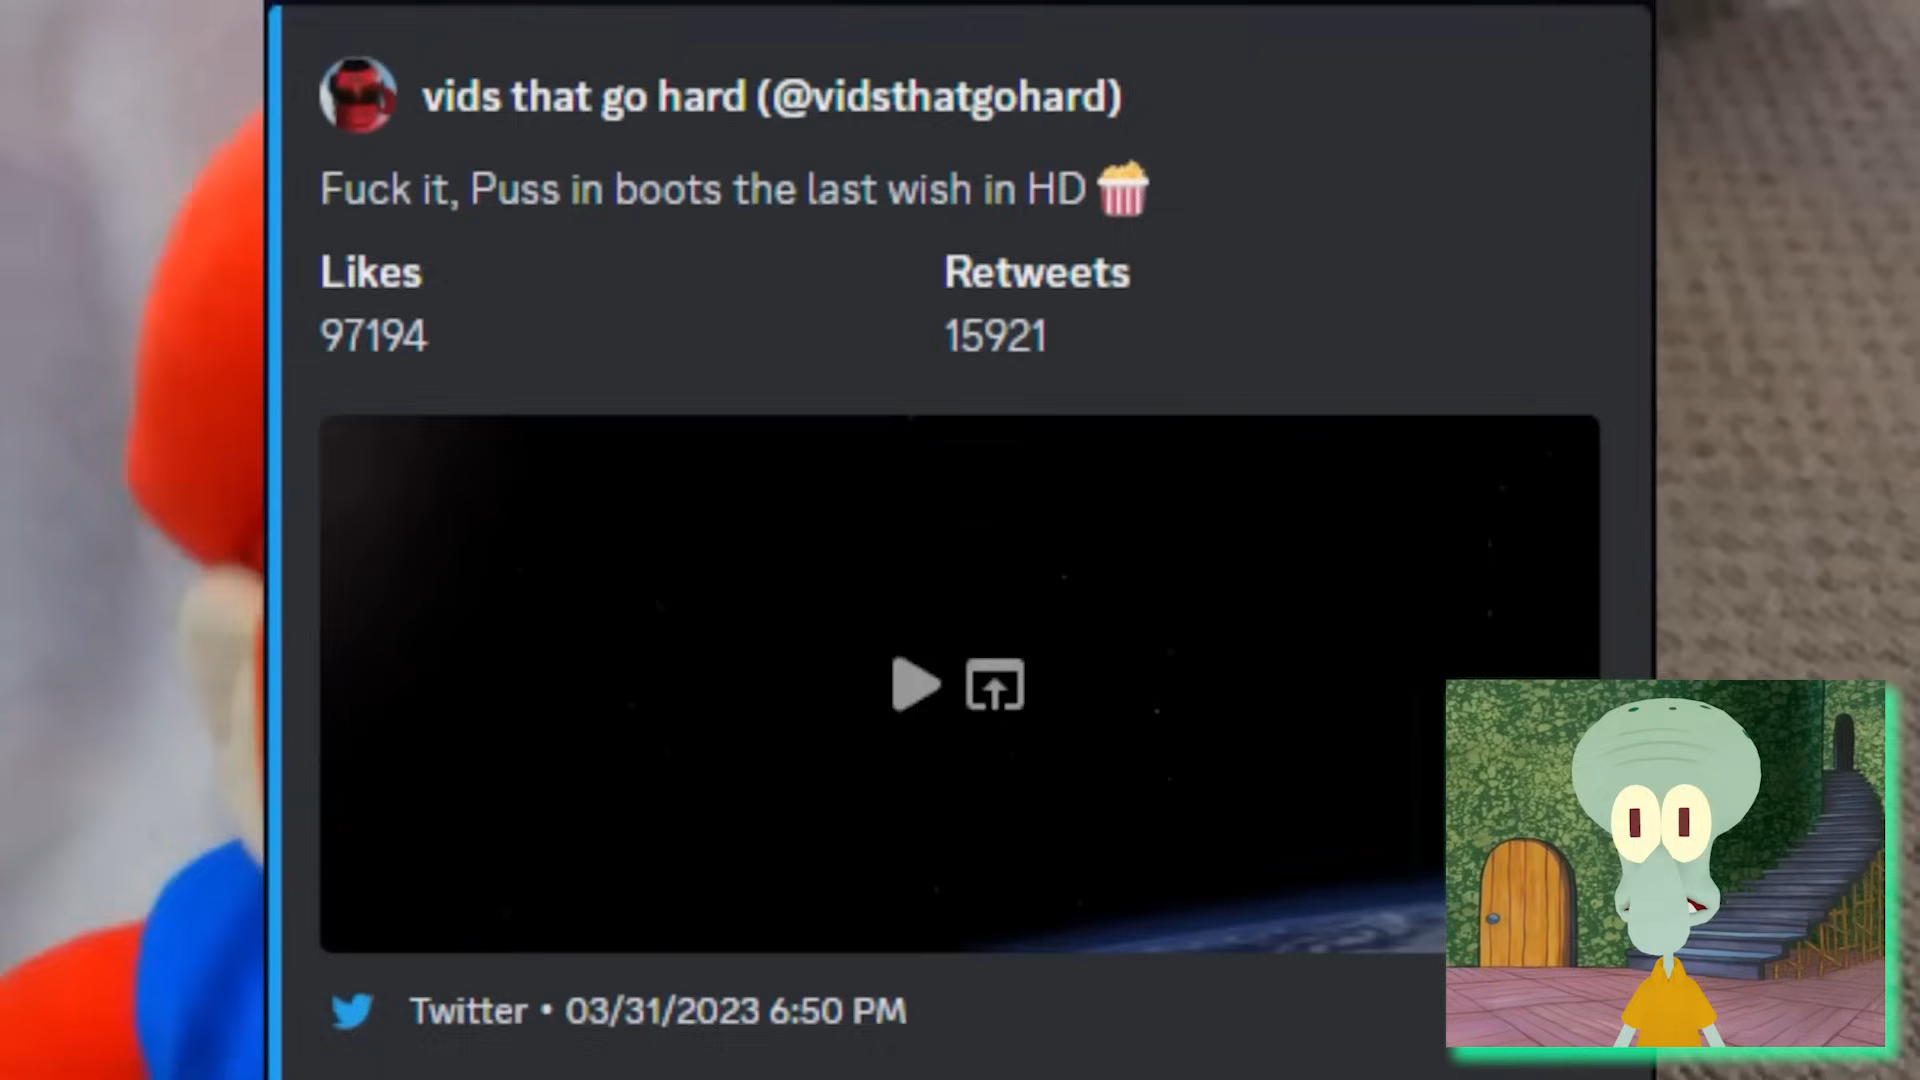 vids that go hard (@vidsthatgohard)
Fuck it, Puss in boots the last wish in HD 🍿
Likes
Retweets
97194
15921
Twitter • 03/31/2023 6:50 PM